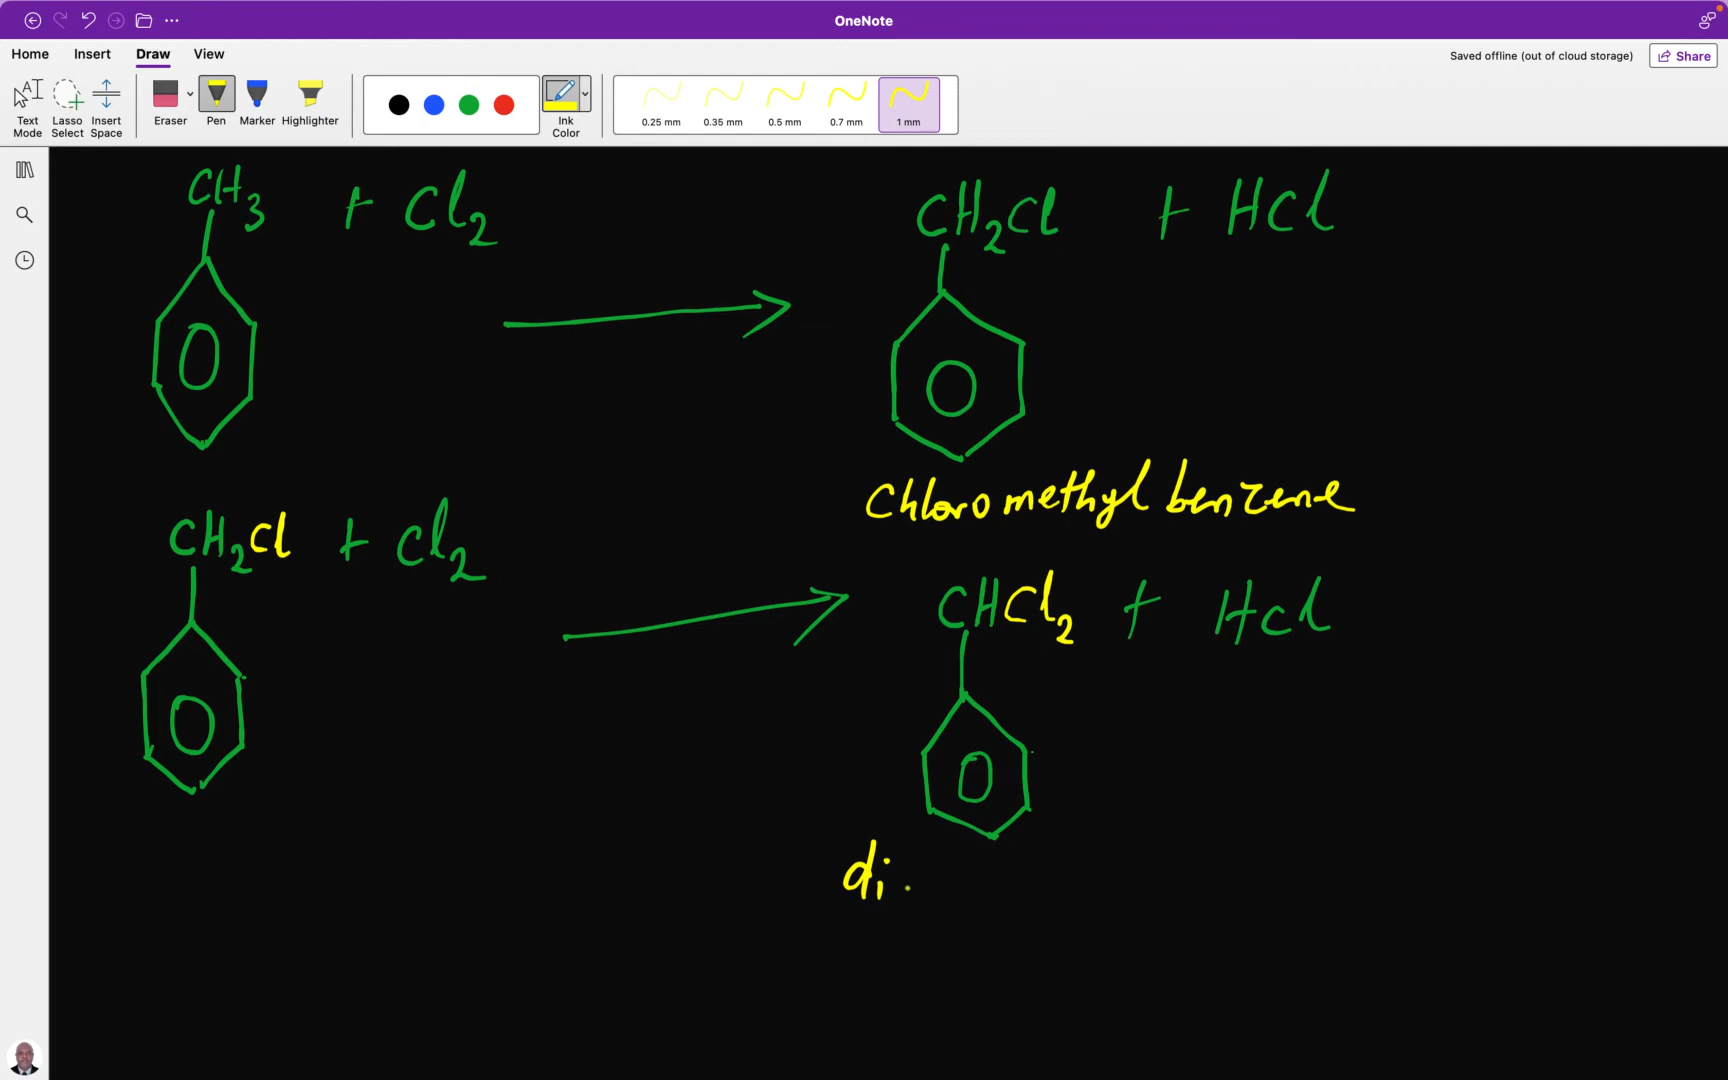 OneNote
Home Insert Draw View
Saved offline (out of cloud storage) Share
Text Mode
Lasso Select
Insert Space
Eraser
Pen
Marker
Highlighter
Ink Color
0.25 mm 0.35 mm 0.5 mm 0.7 mm 1 mm
CH₃ + Cl₂
CH₂Cl + HCl
Chloromethyl benzene
CH₂Cl + Cl₂
CHCl₂ + Hcl
di